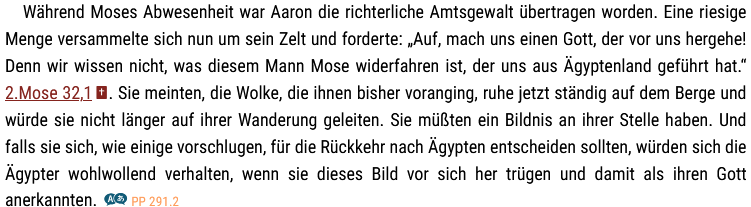 Während Moses Abwesenheit war Aaron die richterliche Amtsgewalt übertragen worden. Eine riesige
Menge versammelte sich nun um sein Zelt und forderte: „Auf, mach uns einen Gott, der vor uns hergehe!
Denn wir wissen nicht, was diesem Mann Mose widerfahren ist, der uns aus Ägyptenland geführt hat.“
2.Mose 32,1. Sie meinten, die Wolke, die ihnen bisher voranging, ruhe jetzt ständig auf dem Berge und
würde sie nicht länger auf ihrer Wanderung geleiten. Sie müßten ein Bildnis an ihrer Stelle haben. Und
falls sie sich, wie einige vorschlugen, für die Rückkehr nach Ägypten entscheiden sollten, würden sich die
Ägypter wohlwollend verhalten, wenn sie dieses Bild vor sich her trügen und damit als ihren Gott
anerkannten. PP 291.2